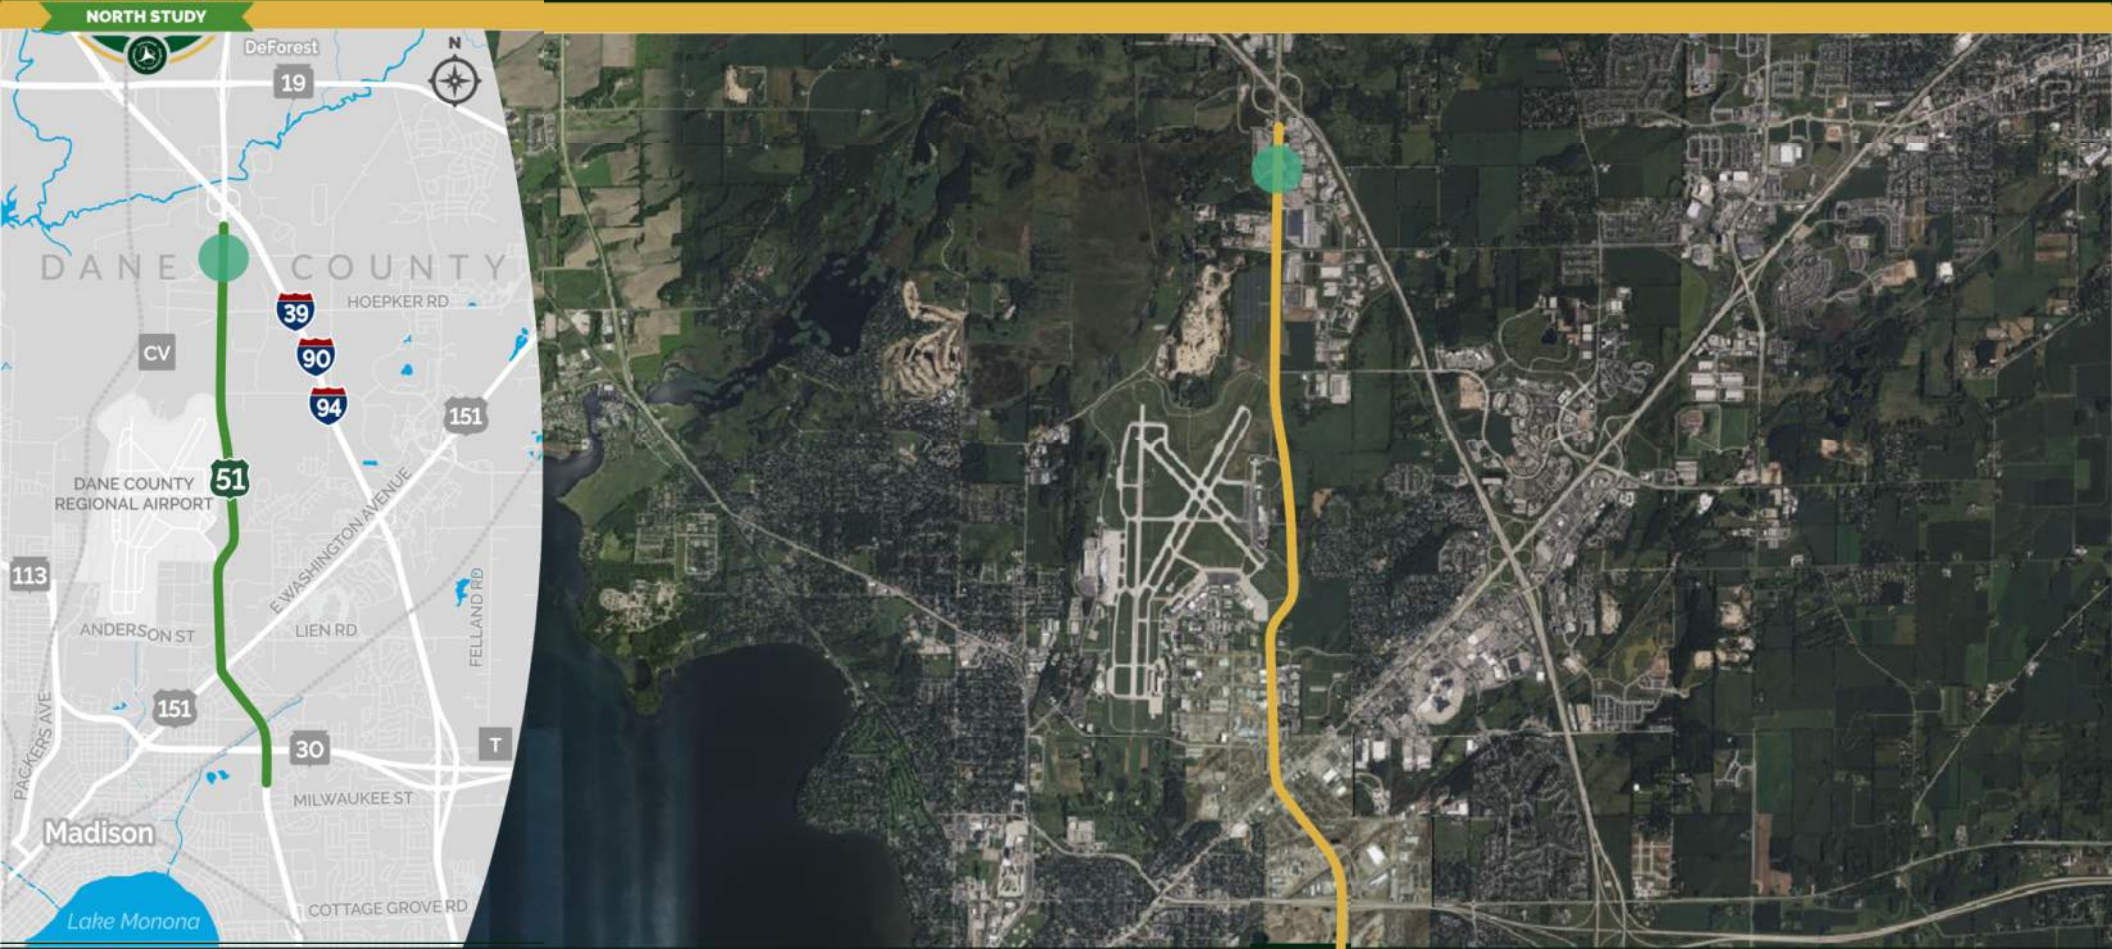 NORTH STUDY
DeForest
N
19
DANE COUNTY
39
HOEPKER RD
CV
90
94
151
51
DANE COUNTY
REGIONAL AIRPORT
E WASHINGTON AVENUE
113
FELLAND RD
ANDERSON ST
LIEN RD
PACKERS AVE
151
30
T
MILWAUKEE ST
Madison
COTTAGE GROVE RD
Lake Monona